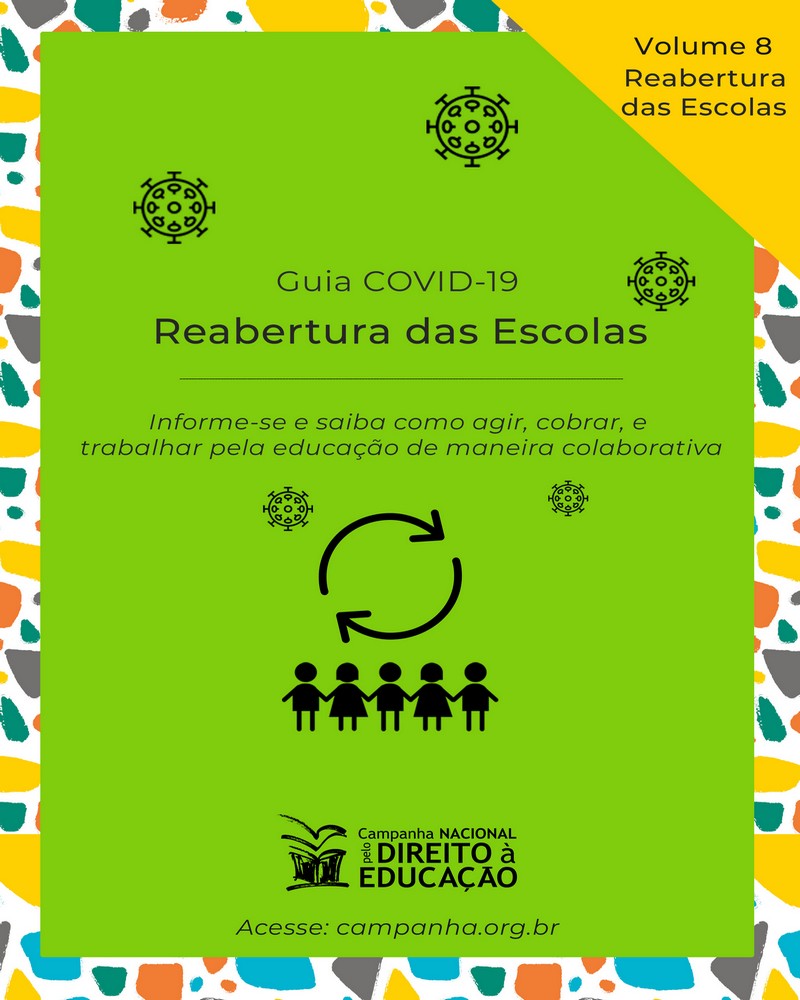 Volume 8
Reabertura
das Escolas
Guia COVID-19
Reabertura das Escolas
Informe-se e saiba como agir, cobrar, e
trabalhar pela educação de maneira colaborativa
Campanha NACIONAL
pelo DIREITO à
EDUCAÇÃO
Acesse: campanha.org.br